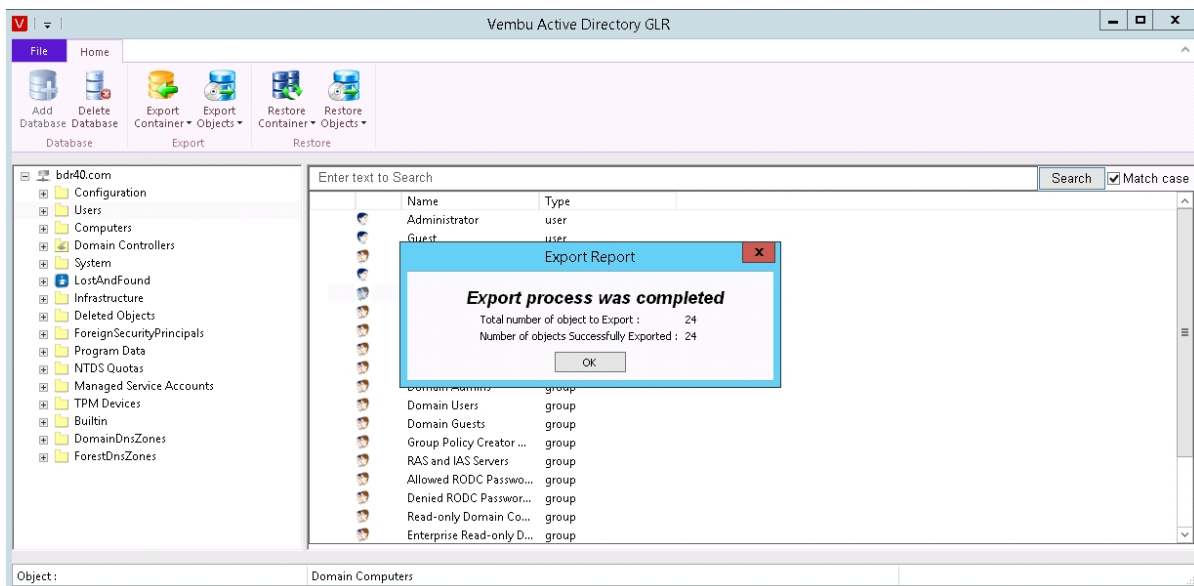 V
Vembu Active Directory GLR
File Home
Add Database
Delete Database
Export Container
Export Objects
Restore Container
Restore Objects
Database Export Restore
bdr40.com
Configuration
Users
Computers
Domain Controllers
System
LostAndFound
Infrastructure
Deleted Objects
ForeignSecurityPrincipals
Program Data
NTDS Quotas
Managed Service Accounts
TPM Devices
Builtin
DomainDnsZones
ForestDnsZones
Enter text to Search Search Match case
Name Type
Administrator user
Guest user
Export Report x
Export process was completed
Total number of object to Export : 24
Number of objects Successfully Exported : 24
OK
Domain Admins group
Domain Users group
Domain Guests group
Group Policy Creator ... group
RAS and IAS Servers group
Allowed RODC Passwo... group
Denied RODC Passwor... group
Read-only Domain Co... group
Enterprise Read-only D... group
Object : Domain Computers